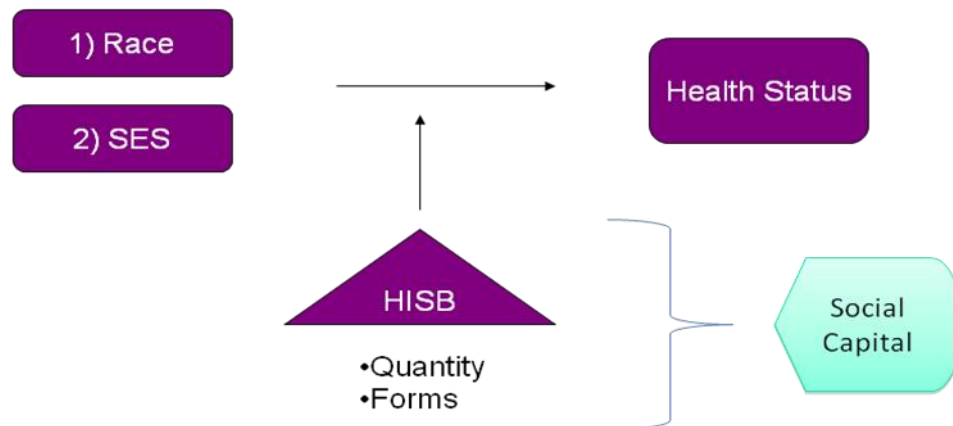 1) Race
2) SES
Health Status
HISB
•Quantity
•Forms
Social
Capital